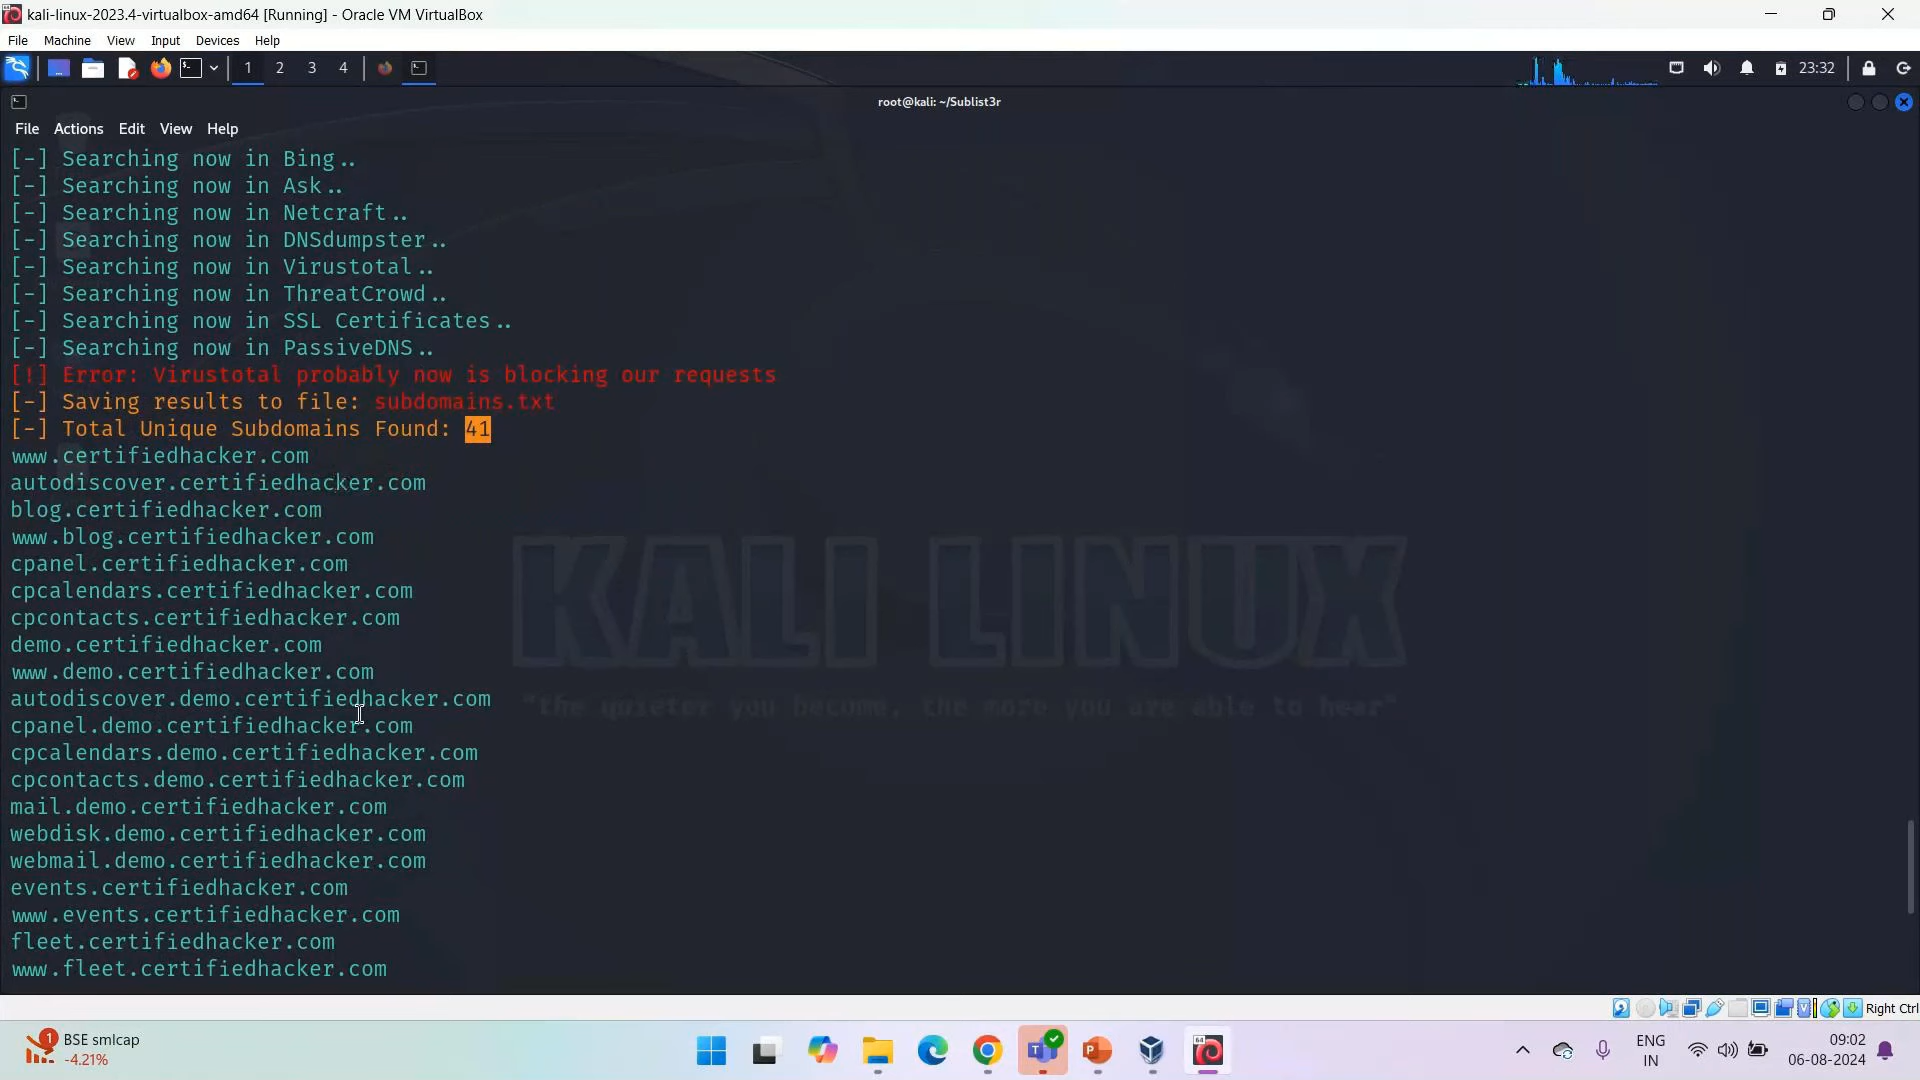 kali-linux-2023.4-virtualbox-amd64 [Running] - Oracle VM VirtualBox
File Machine View Input Devices Help
1 2 3 4 23:32
root@kali: ~/Sublist3r
File Actions Edit View Help
[-] Searching now in Bing..
[-] Searching now in Ask..
[-] Searching now in Netcraft..
[-] Searching now in DNSdumpster..
[-] Searching now in Virustotal..
[-] Searching now in ThreatCrowd..
[-] Searching now in SSL Certificates..
[-] Searching now in PassiveDNS..
[!] Error: Virustotal probably now is blocking our requests
[-] Saving results to file: subdomains.txt
[-] Total Unique Subdomains Found: 41
www.certifiedhacker.com
autodiscover.certifiedhacker.com
blog.certifiedhacker.com
www.blog.certifiedhacker.com
cpanel.certifiedhacker.com
cpcalendars.certifiedhacker.com
cpcontacts.certifiedhacker.com
demo.certifiedhacker.com
www.demo.certifiedhacker.com
autodiscover.demo.certifiedhacker.com
cpanel.demo.certifiedhacker.com
cpcalendars.demo.certifiedhacker.com
cpcontacts.demo.certifiedhacker.com
mail.demo.certifiedhacker.com
webdisk.demo.certifiedhacker.com
webmail.demo.certifiedhacker.com
events.certifiedhacker.com
www.events.certifiedhacker.com
fleet.certifiedhacker.com
www.fleet.certifiedhacker.com
KALI LINUX
"the quieter you become, the more you are able to hear"
Right Ctrl
1
BSE smlcap
-4.21%
ENG
IN
09:02
06-08-2024